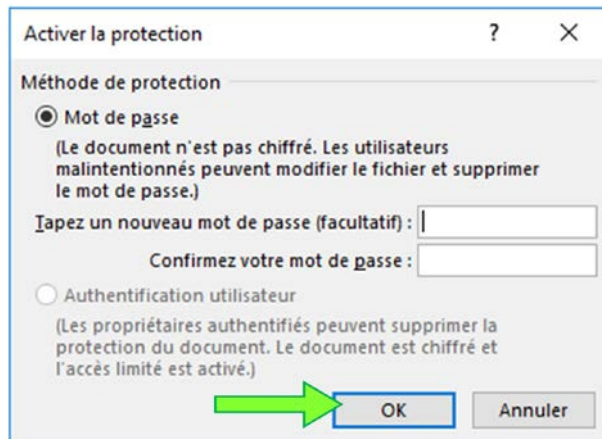 Activer la protection ?
Méthode de protection
Mot de passe
(Le document n'est pas chiffré. Les utilisateurs
malintentionnés peuvent modifier le fichier et supprimer
le mot de passe.)
Tapez un nouveau mot de passe (facultatif) :
Confirmez votre mot de passe :
Authentification utilisateur
(Les propriétaires authentifiés peuvent supprimer la
protection du document. Le document est chiffré et
l'accès limité est activé.)
OK Annuler